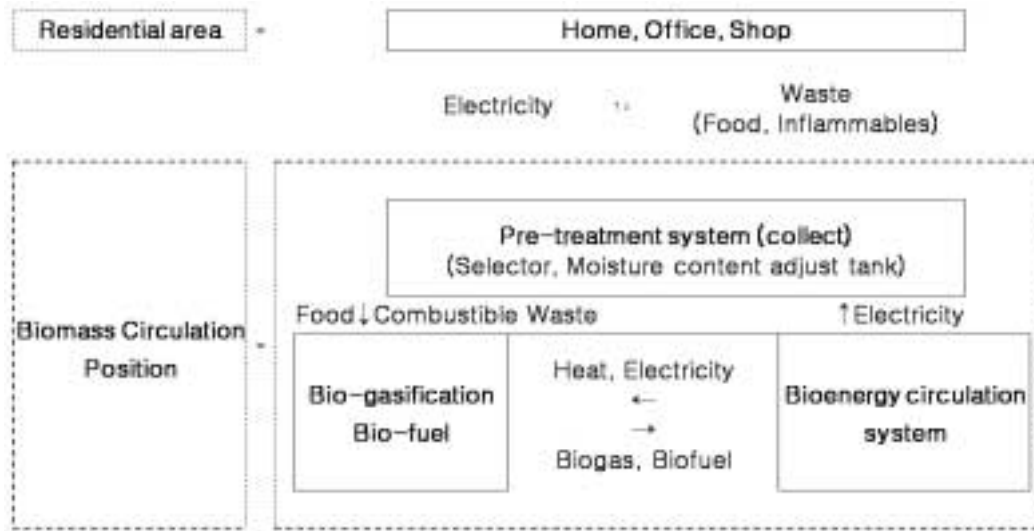 Residential area -
Home, Office, Shop
Electricity ↑↓ Waste
(Food, Inflammables)
Pre-treatment system (collect)
(Selector, Moisture content adjust tank)
Food↓Combustible Waste
↑Electricity
Biomass Circulation
Position
-
Bio-gasification
Bio-fuel
Heat, Electricity
←
→
Biogas, Biofuel
Bioenergy circulation
system